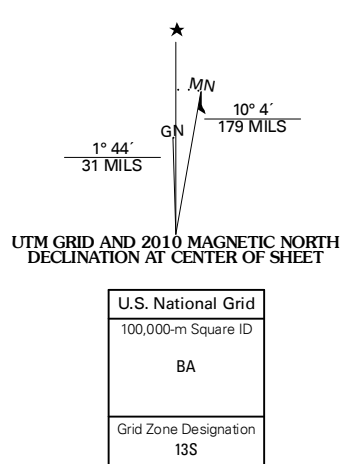 ★
MN
GN
10° 4´
179 MILS
1° 44´
31 MILS
UTM GRID AND 2010 MAGNETIC NORTH
DECLINATION AT CENTER OF SHEET
U.S. National Grid
100,000-m Square ID
BA
Grid Zone Designation
13S